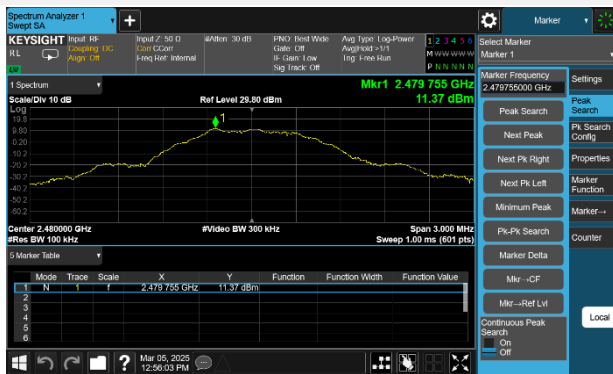 Spectrum Analyzer 1
Swept SA
Marker
KEYSIGHT
RL
Input: RF
Coupling: DC
Align: Off
Input Z: 50 Ω
Corr CCorr
Freq Ref: Internal
#Atten: 30 dB
PNO: Best Wide
Gate: Off
IF Gain: Low
Sig Track: Off
Avg Type: Log-Power
Avg|Hold:>1/1
Trig: Free Run
1 2 3 4 5 6
M W W W W W
P N N N N N
Select Marker
Marker 1
1 Spectrum
Scale/Div 10 dB
Log
Ref Level 29.80 dBm
Mkr1 2.479 755 GHz
11.37 dBm
19.8
9.80
-0.20
-10.2
-20.2
-30.2
-40.2
-50.2
-60.2
1
Center 2.480000 GHz
#Res BW 100 kHz
#Video BW 300 kHz
Span 3.000 MHz
Sweep 1.00 ms (601 pts)
5 Marker Table
Mode Trace Scale X Y Function Function Width Function Value
1 N 1 f 2.479 755 GHz 11.37 dBm
2
3
4
5
6
Marker Frequency
2.479755000 GHz
Peak Search
Next Peak
Next Pk Right
Next Pk Left
Minimum Peak
Pk-Pk Search
Marker Delta
Mkr→CF
Mkr→Ref Lvl
Continuous Peak
Search
On
Off
Settings
Peak
Search
Pk Search
Config
Properties
Marker
Function
Marker→
Counter
Local
?
Mar 05, 2025
12:56:03 PM